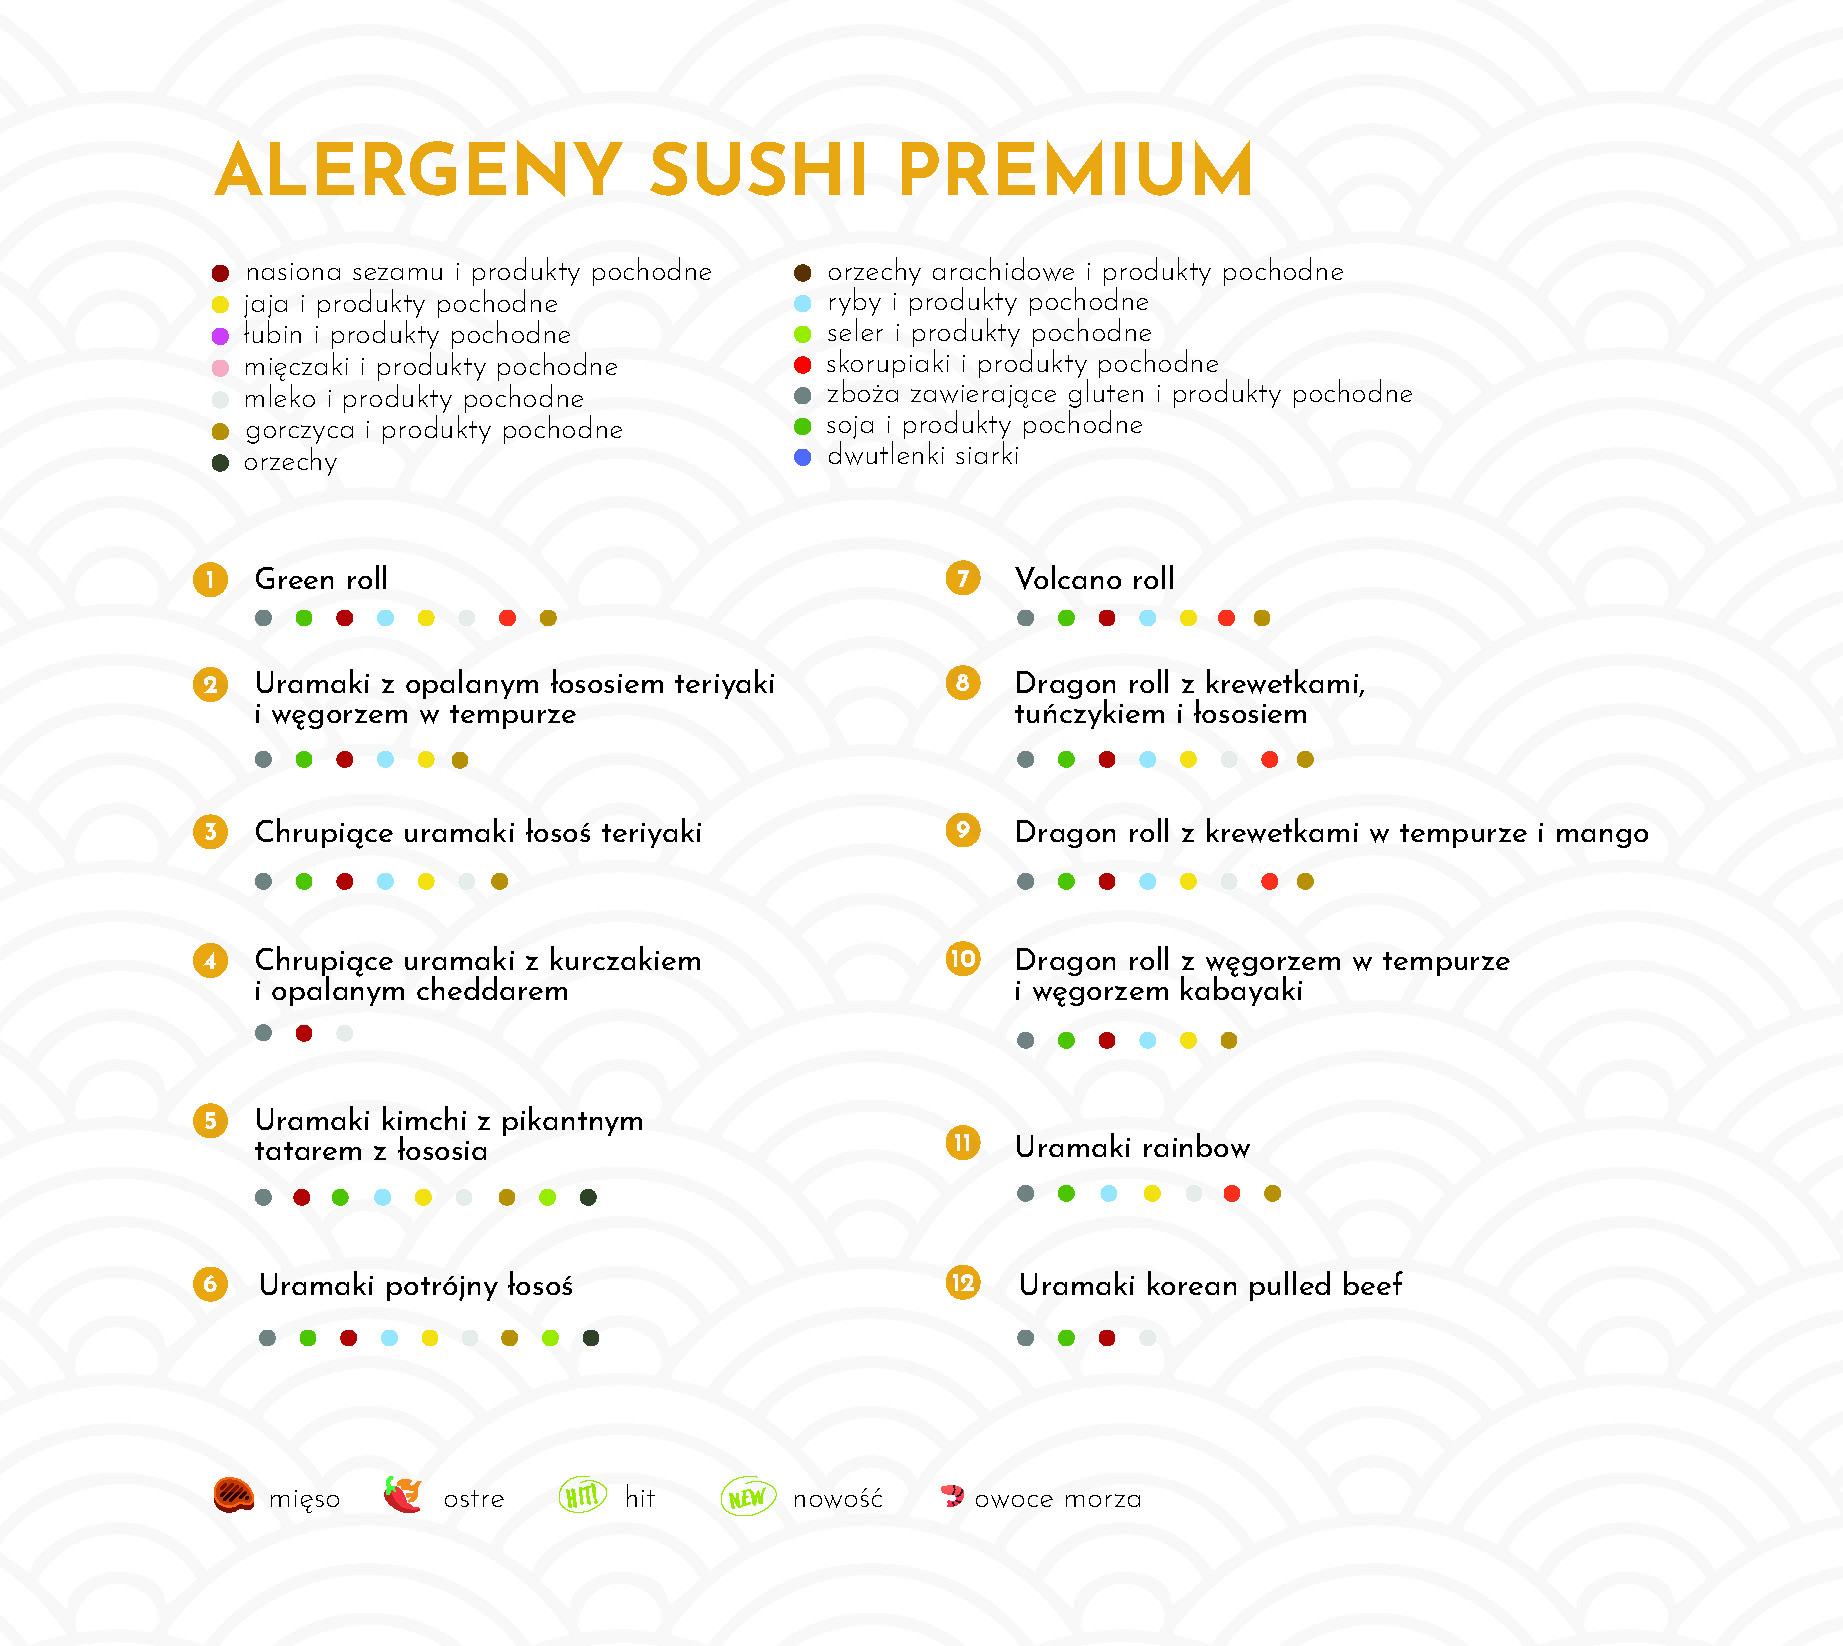 ALERGENY SUSHI PREMIUM
nasiona sezamu i produkty pochodne
jaja i produkty pochodne
łubin i produkty pochodne
mięczaki i produkty pochodne
mleko i produkty pochodne
gorczyca i produkty pochodne
orzechy
orzechy arachidowe i produkty pochodne
ryby i produkty pochodne
seler i produkty pochodne
skorupiaki i produkty pochodne
zboża zawierające gluten i produkty pochodne
soja i produkty pochodne
dwutlenki siarki
1 Green roll
2 Uramaki z opalanym łososiem teriyaki
i węgorzem w tempurze
3 Chrupiące uramaki łosoś teriyaki
4 Chrupiące uramaki z kurczakiem
i opalanym cheddarem
5 Uramaki kimchi z pikantnym
tatarem z łososia
6 Uramaki potrójny łosoś
7 Volcano roll
8 Dragon roll z krewetkami,
tuńczykiem i łososiem
9 Dragon roll z krewetkami w tempurze i mango
10 Dragon roll z węgorzem w tempurze
i węgorzem kabayaki
11 Uramaki rainbow
12 Uramaki korean pulled beef
mięso ostre HIT! hit NEW nowość owoce morza